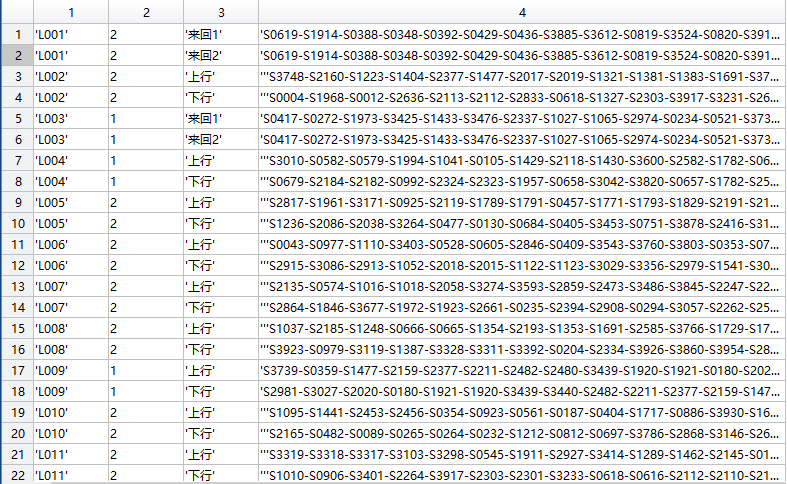 1 2 3 4
1 'L001' 2 '来回1' 'S0619-S1914-S0388-S0348-S0392-S0429-S0436-S3885-S3612-S0819-S3524-S0820-S391...
2 'L001' 2 '来回2' 'S0619-S1914-S0388-S0348-S0392-S0429-S0436-S3885-S3612-S0819-S3524-S0820-S391...
3 'L002' 2 '上行' '''S3748-S2160-S1223-S1404-S2377-S1477-S2017-S2019-S1321-S1381-S1383-S1691-S37...
4 'L002' 2 '下行' '''S0004-S1968-S0012-S2636-S2113-S2112-S2833-S0618-S1327-S2303-S3917-S3231-S26...
5 'L003' 1 '来回1' 'S0417-S0272-S1973-S3425-S1433-S3476-S2337-S1027-S1065-S2974-S0234-S0521-S373...
6 'L003' 1 '来回2' 'S0417-S0272-S1973-S3425-S1433-S3476-S2337-S1027-S1065-S2974-S0234-S0521-S373...
7 'L004' 1 '上行' '''S3010-S0582-S0579-S1994-S1041-S0105-S1429-S2118-S1430-S3600-S2582-S1782-S06...
8 'L004' 1 '下行' '''S0679-S2184-S2182-S0992-S2324-S2323-S1957-S0658-S3042-S3820-S0657-S1782-S25...
9 'L005' 2 '上行' '''S2817-S1961-S3171-S0925-S2119-S1789-S1791-S0457-S1771-S1793-S1829-S2191-S21...
10 'L005' 2 '下行' '''S1236-S2086-S2038-S3264-S0477-S0130-S0684-S0405-S3453-S0751-S3878-S2416-S31...
11 'L006' 2 '上行' '''S0043-S0977-S1110-S3403-S0528-S0605-S2846-S0409-S3543-S3760-S3803-S0353-S07...
12 'L006' 2 '下行' '''S2915-S3086-S2913-S1052-S2018-S2015-S1122-S1123-S3029-S3356-S2979-S1541-S30...
13 'L007' 2 '上行' '''S2135-S0574-S1016-S1018-S2058-S3274-S3593-S2859-S2473-S3486-S3845-S2247-S22...
14 'L007' 2 '下行' '''S2864-S1846-S3677-S1972-S1923-S2661-S0235-S2394-S2908-S0294-S3057-S2262-S25...
15 'L008' 2 '上行' '''S1037-S2185-S1248-S0666-S0665-S1354-S2193-S1353-S1691-S2585-S3766-S1729-S17...
16 'L008' 2 '下行' '''S3923-S0979-S3119-S1387-S3328-S3311-S3392-S0204-S2334-S3926-S3860-S3954-S28...
17 'L009' 1 '上行' 'S3739-S0359-S1477-S2159-S2377-S2211-S2482-S2480-S3439-S1920-S1921-S0180-S202...
18 'L009' 1 '下行' 'S2981-S3027-S2020-S0180-S1921-S1920-S3439-S3440-S2482-S2211-S2377-S2159-S147...
19 'L010' 2 '上行' '''S1095-S1441-S2453-S2456-S0354-S0923-S0561-S0187-S0404-S1717-S0886-S3930-S16...
20 'L010' 2 '下行' '''S2165-S0482-S0089-S0265-S0264-S0232-S1212-S0812-S0697-S3786-S2868-S3146-S26...
21 'L011' 2 '上行' '''S3319-S3318-S3317-S3103-S3298-S0545-S1911-S2927-S3414-S1289-S1462-S2145-S01...
22 'L011' 2 '下行' '''S1010-S0906-S3401-S2264-S3917-S2303-S2301-S3233-S0618-S0616-S2112-S2110-S21...